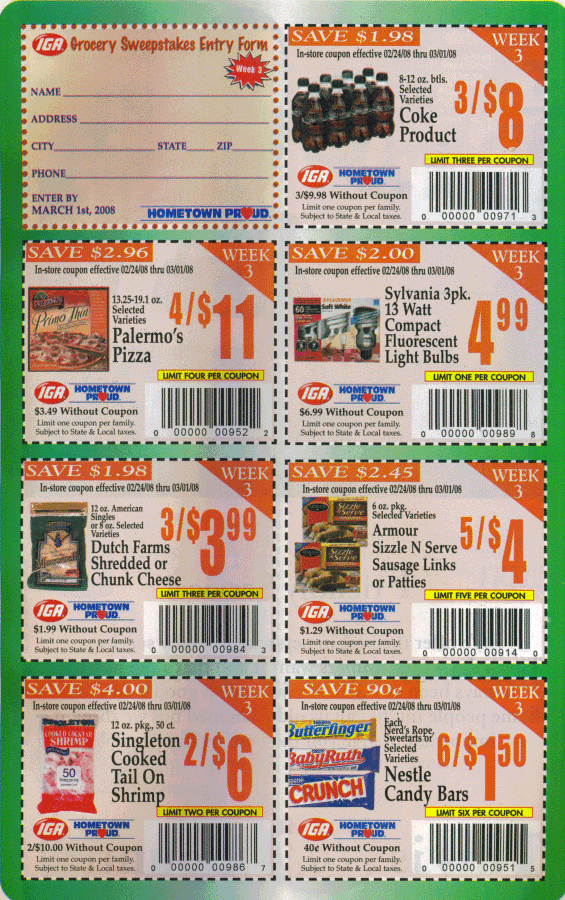 IGA Grocery Sweepstakes Entry Form
Week 3
NAME
ADDRESS
CITY STATE ZIP
PHONE
ENTER BY
MARCH 1st, 2008
HOMETOWN PROUD
SAVE $1.98
WEEK 3
In-store coupon effective 02/24/08 thru 03/01/08
8-12 oz. btls.
Selected
Varieties
Coke
Product
3/$8
LIMIT THREE PER COUPON
IGA HOMETOWN PROUD
3/$9.98 Without Coupon
Limit one coupon per family.
Subject to State & Local taxes.
0 00000 00971 3
SAVE $2.96
WEEK 3
In-store coupon effective 02/24/08 thru 03/01/08
PALERMO'S
Primo Thin
13.25-19.1 oz.
Selected
Varieties
Palermo's
Pizza
4/$11
LIMIT FOUR PER COUPON
IGA HOMETOWN PROUD
$3.49 Without Coupon
Limit one coupon per family.
Subject to State & Local taxes.
0 00000 00952 2
SAVE $2.00
WEEK 3
In-store coupon effective 02/24/08 thru 03/01/08
60
Soft White
Sylvania 3pk.
13 Watt
Compact
Fluorescent
Light Bulbs
4 99
LIMIT ONE PER COUPON
IGA HOMETOWN PROUD
$6.99 Without Coupon
Limit one coupon per family.
Subject to State & Local taxes.
0 00000 00989 8
SAVE $1.98
WEEK 3
In-store coupon effective 02/24/08 thru 03/01/08
12 oz. American
Singles
or 8 oz. Selected
Varieties
Dutch Farms
Shredded or
Chunk Cheese
3/$3 99
LIMIT THREE PER COUPON
IGA HOMETOWN PROUD
$1.99 Without Coupon
Limit one coupon per family.
Subject to State & Local taxes.
0 00000 00984 3
SAVE $2.45
WEEK 3
In-store coupon effective 02/24/08 thru 03/01/08
Sizzle
Serve
Sizzle
Serve
6 oz. pkg.
Selected Varieties
Armour
Sizzle N Serve
Sausage Links
or Patties
5/$4
LIMIT FIVE PER COUPON
IGA HOMETOWN PROUD
$1.29 Without Coupon
Limit one coupon per family.
Subject to State & Local taxes.
0 00000 00914 0
SAVE $4.00
WEEK 3
In-store coupon effective 02/24/08 thru 03/01/08
SINGLETON
COOKED COCKTAIL
SHRIMP
50
12 oz. pkg., 50 ct.
Singleton
Cooked
Tail On
Shrimp
2/$6
LIMIT TWO PER COUPON
IGA HOMETOWN PROUD
2/$10.00 Without Coupon
Limit one coupon per family.
Subject to State & Local taxes.
0 00000 00986 7
SAVE 90¢
WEEK 3
In-store coupon effective 02/24/08 thru 03/01/08
Butterfinger
BabyRuth
CRUNCH
Each
Nerd's Rope,
Sweetarts or
Selected
Varieties
Nestle
Candy Bars
6/$1 50
LIMIT SIX PER COUPON
IGA HOMETOWN PROUD
40¢ Without Coupon
Limit one coupon per family.
Subject to State & Local taxes.
0 00000 00951 5